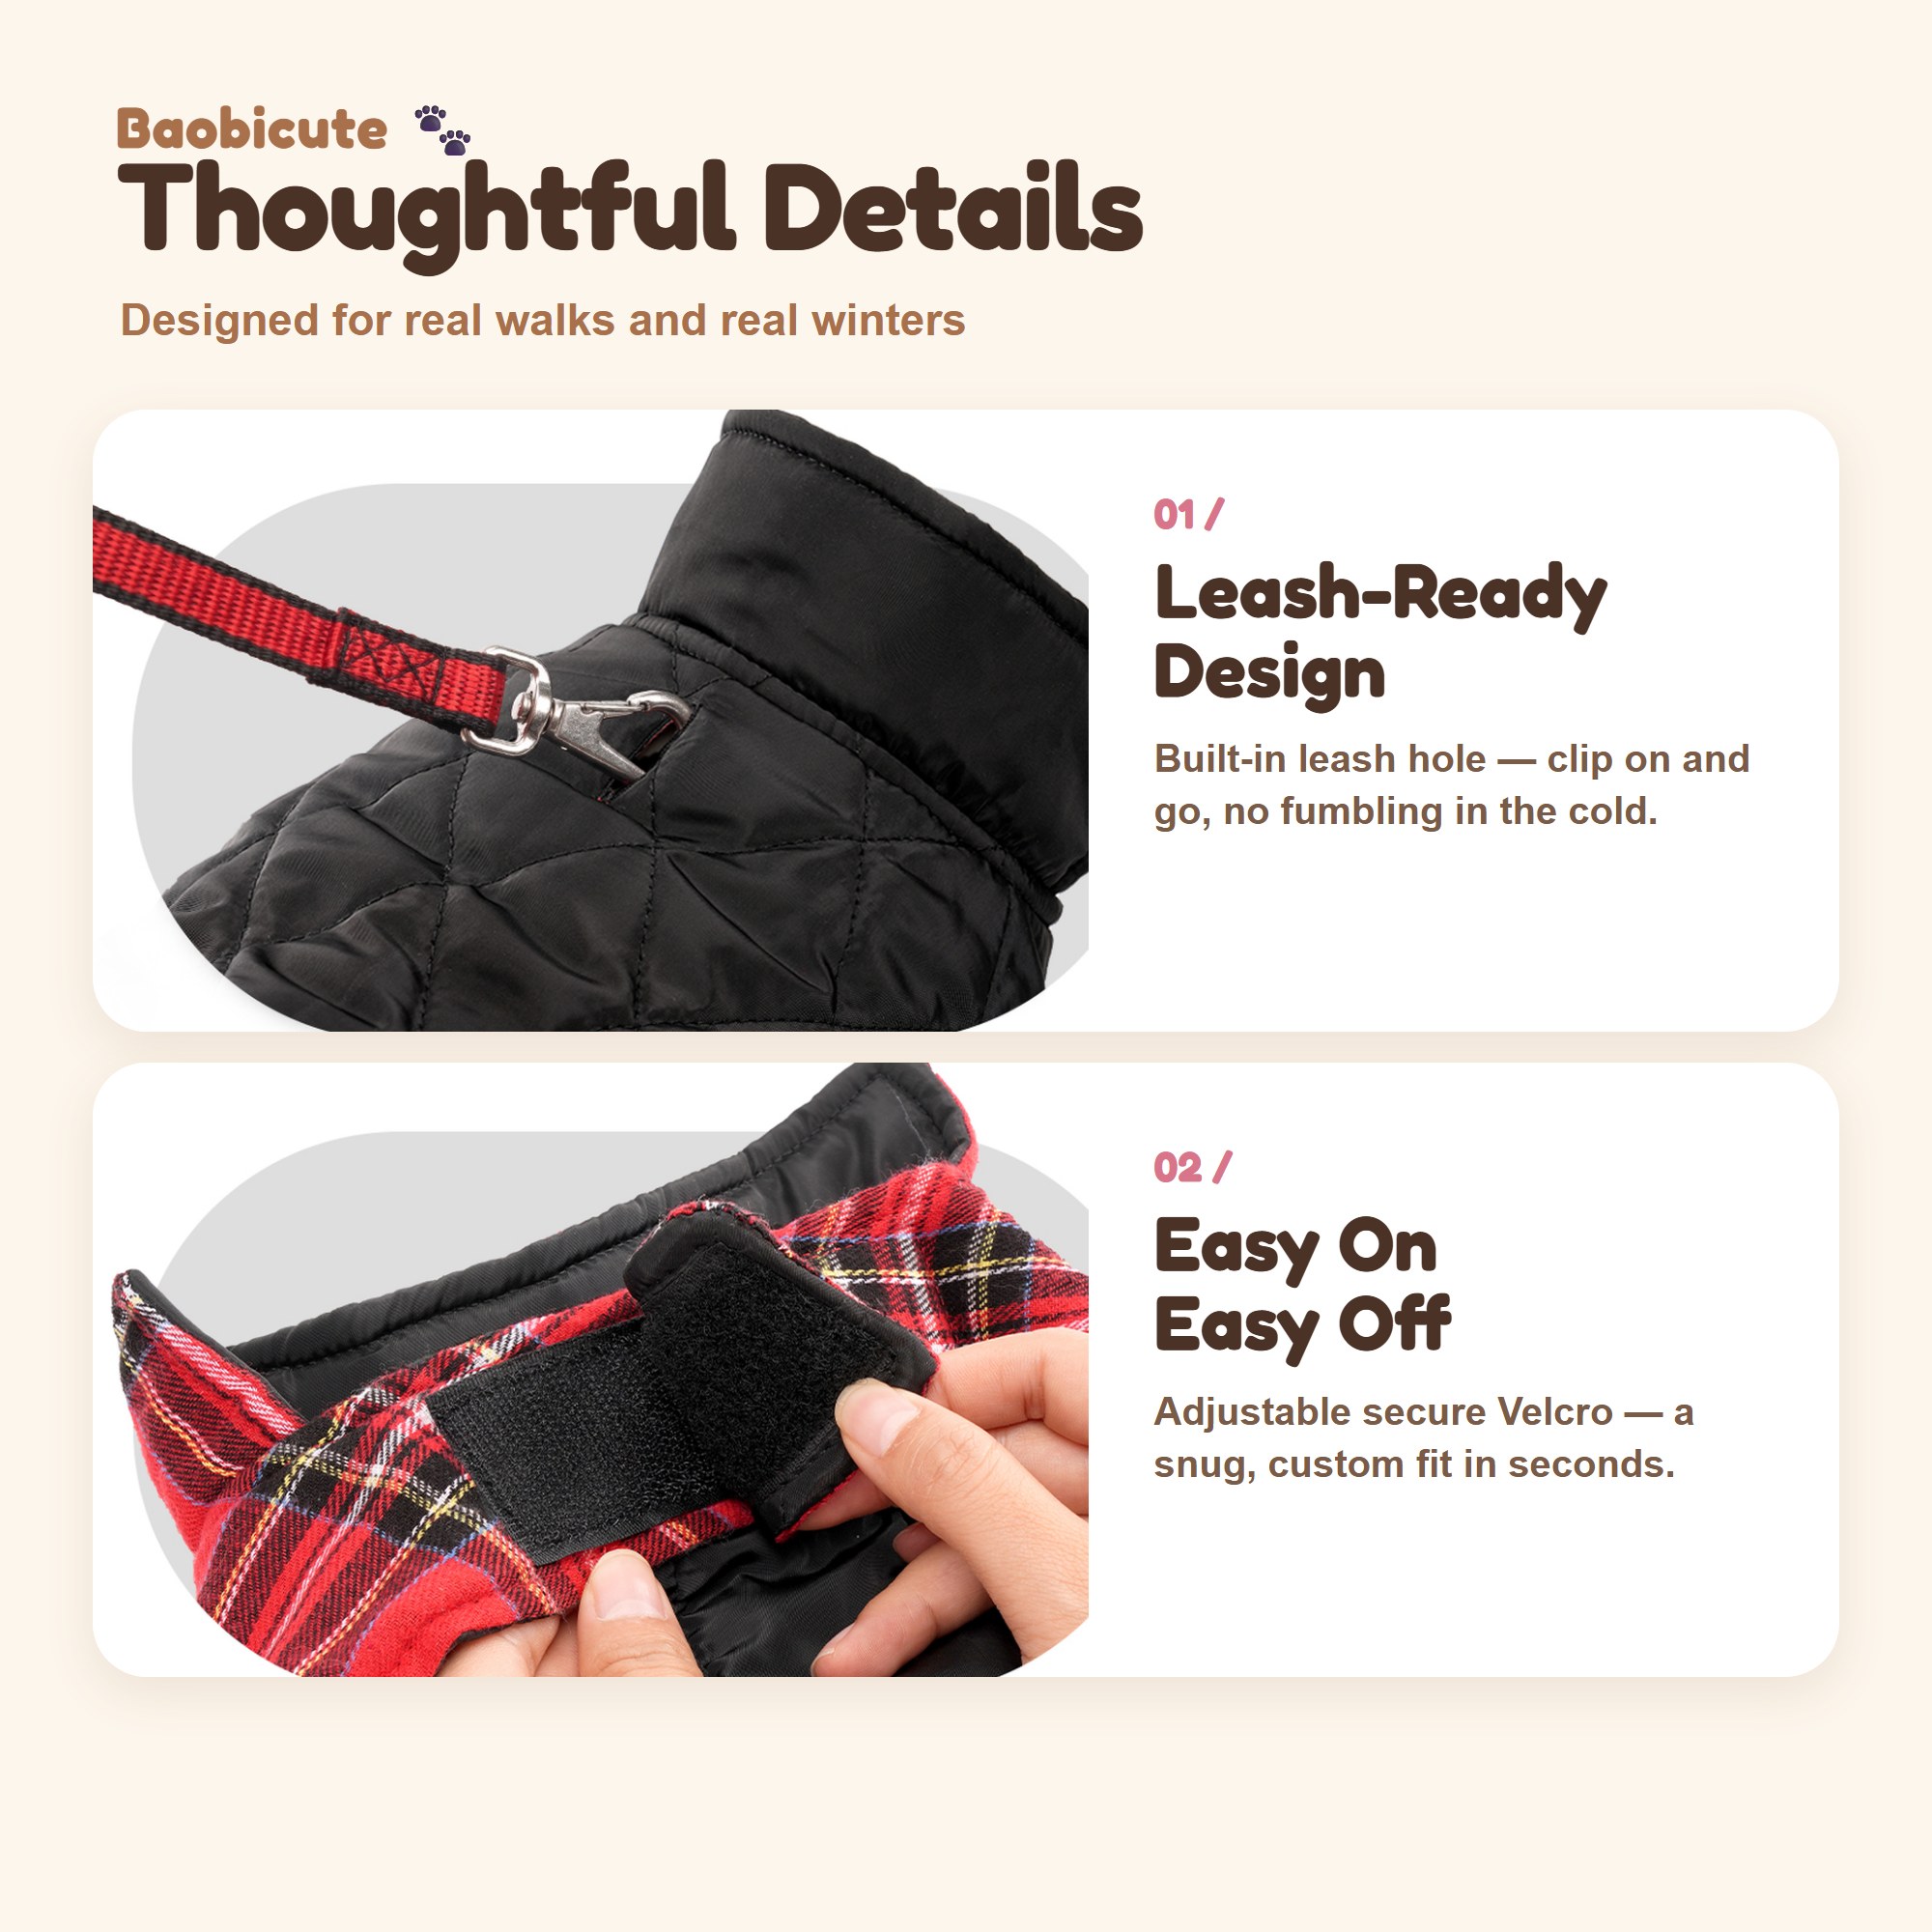 Baobicute
Thoughtful Details
Designed for real walks and real winters
01 /
Leash-Ready
Design
Built-in leash hole — clip on and
go, no fumbling in the cold.
02 /
Easy On
Easy Off
Adjustable secure Velcro — a
snug, custom fit in seconds.